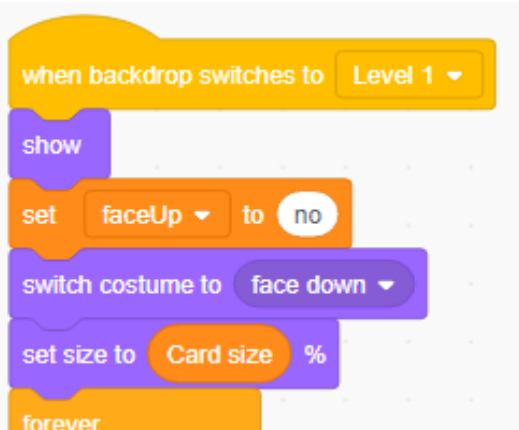 when backdrop switches to Level 1
show
set faceUp to no
switch costume to face down
set size to Card size %
forever